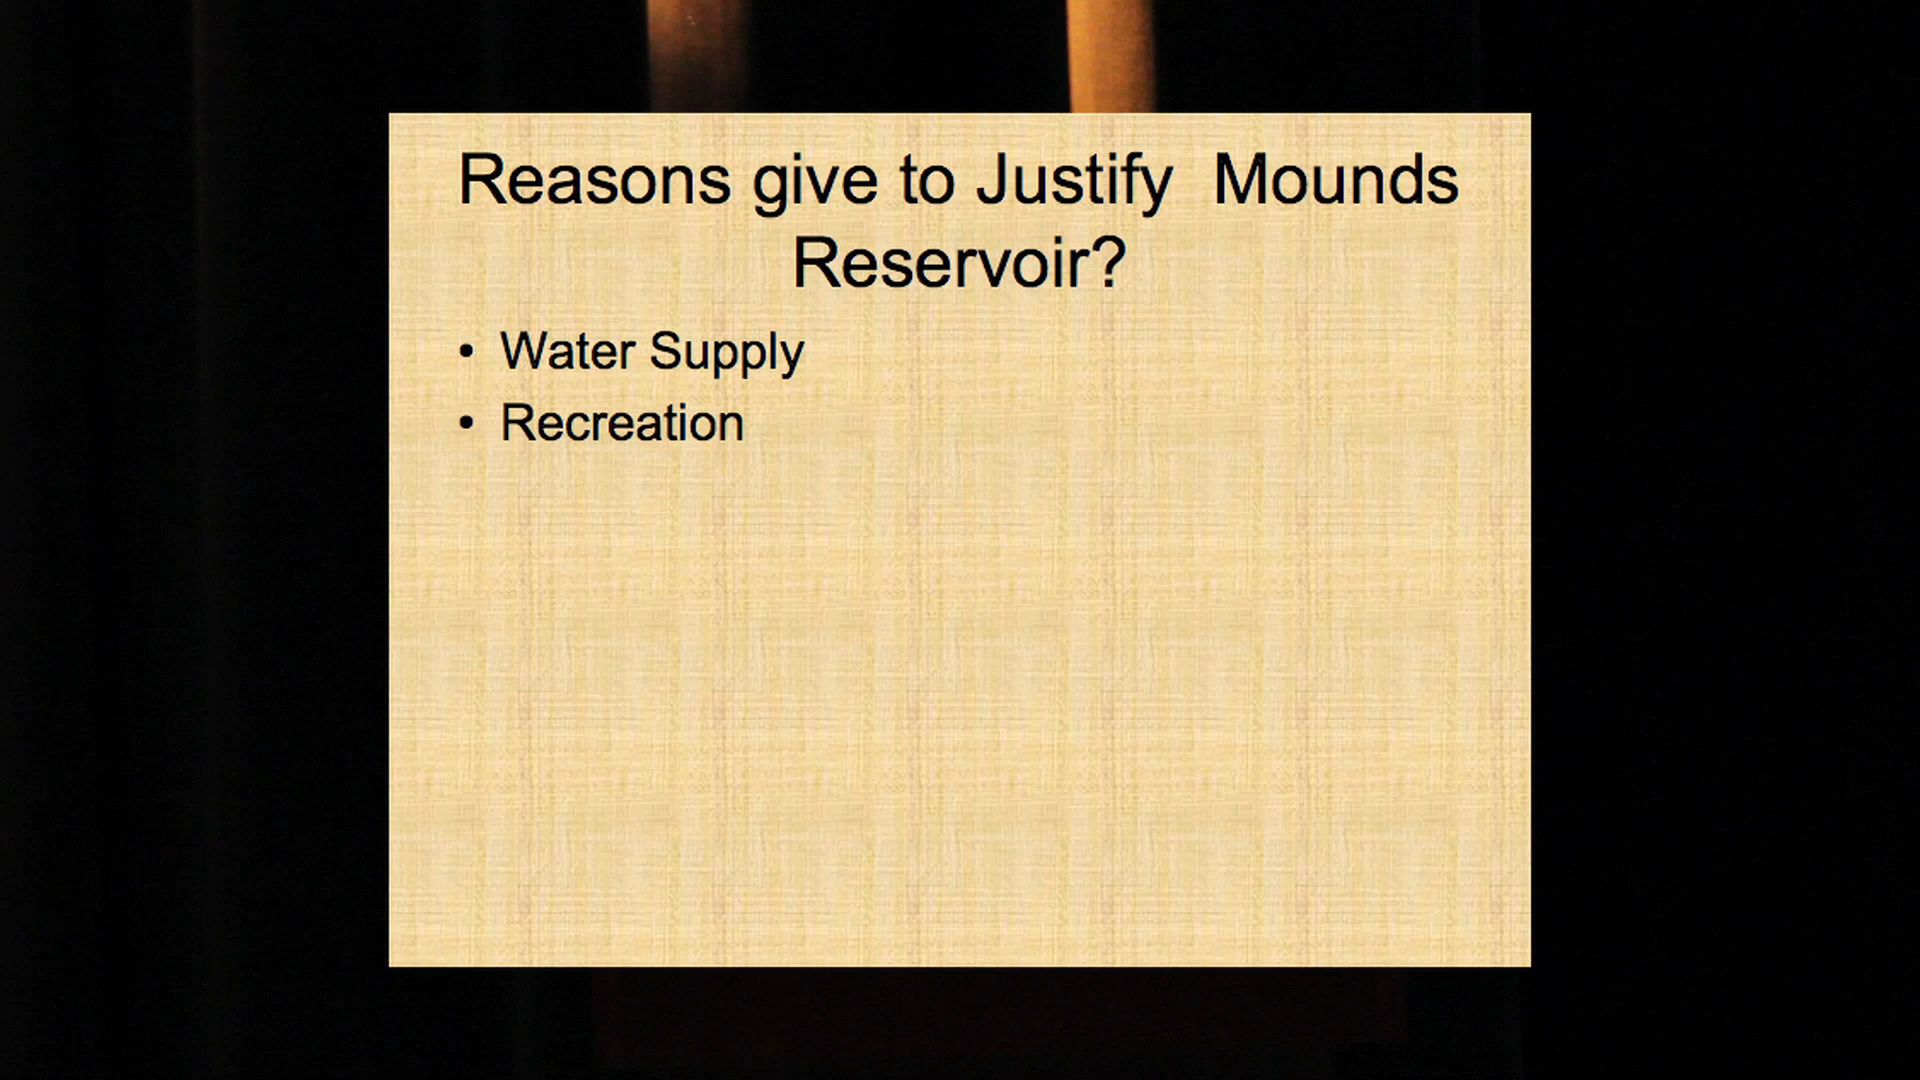 Reasons give to Justify  Mounds
Reservoir?
• Water Supply
• Recreation